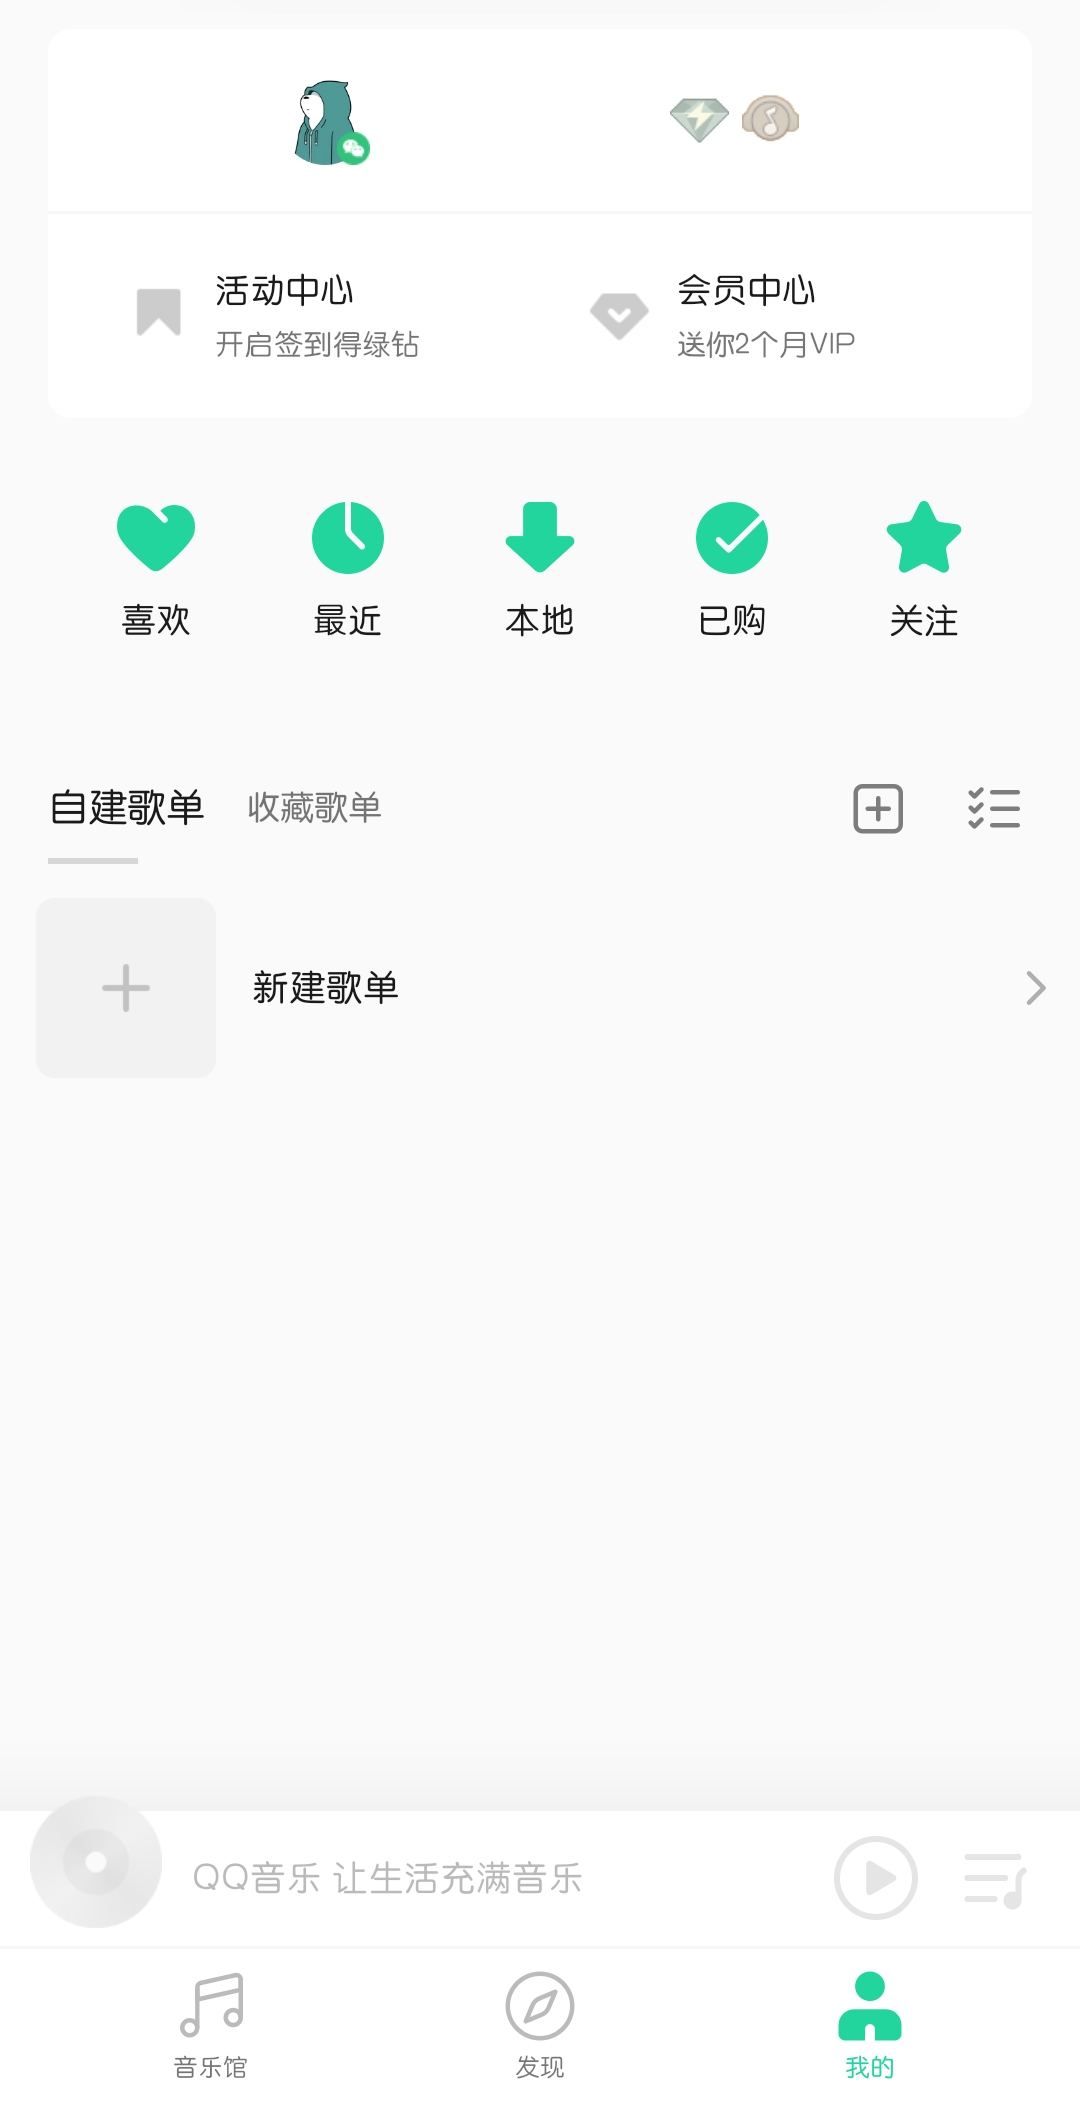 活动中心
开启签到得绿钻
会员中心
送你2个月VIP
喜欢
最近
本地
已购
关注
自建歌单
收藏歌单
新建歌单
QQ音乐 让生活充满音乐
音乐馆
发现
我的